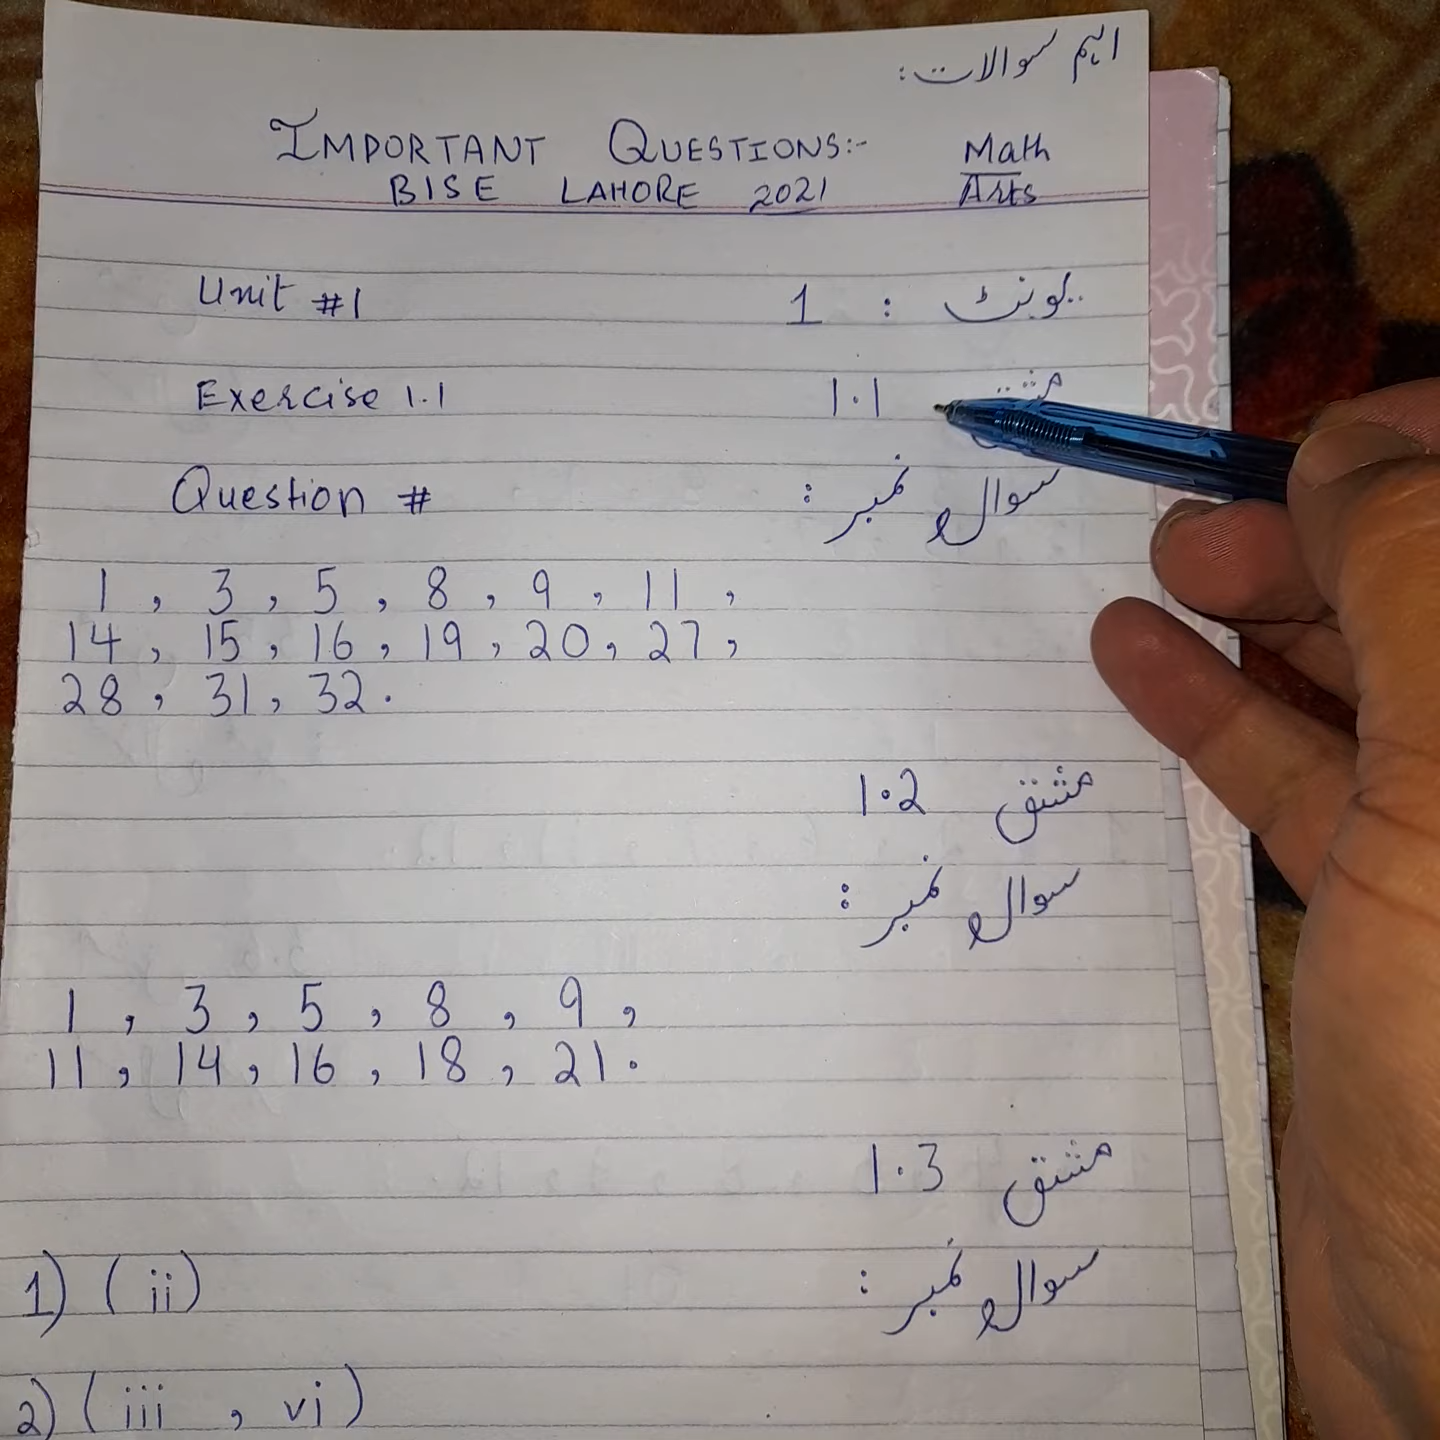 اہم سوالات:
IMPORTANT QUESTIONS:- Math
BISE LAHORE 2021 Arts
Unit #1 یونٹ : 1
Exercise 1.1 مشق 1.1
Question # سوال نمبر :
1 , 3 , 5 , 8 , 9 , 11 ,
14 , 15 , 16 , 19 , 20 , 27 ,
28 , 31 , 32 .
مشق 1.2
سوال نمبر :
1 , 3 , 5 , 8 , 9 ,
11 , 14 , 16 , 18 , 21 .
مشق 1.3
سوال نمبر :
1) ( ii )
2) ( iii , vi )